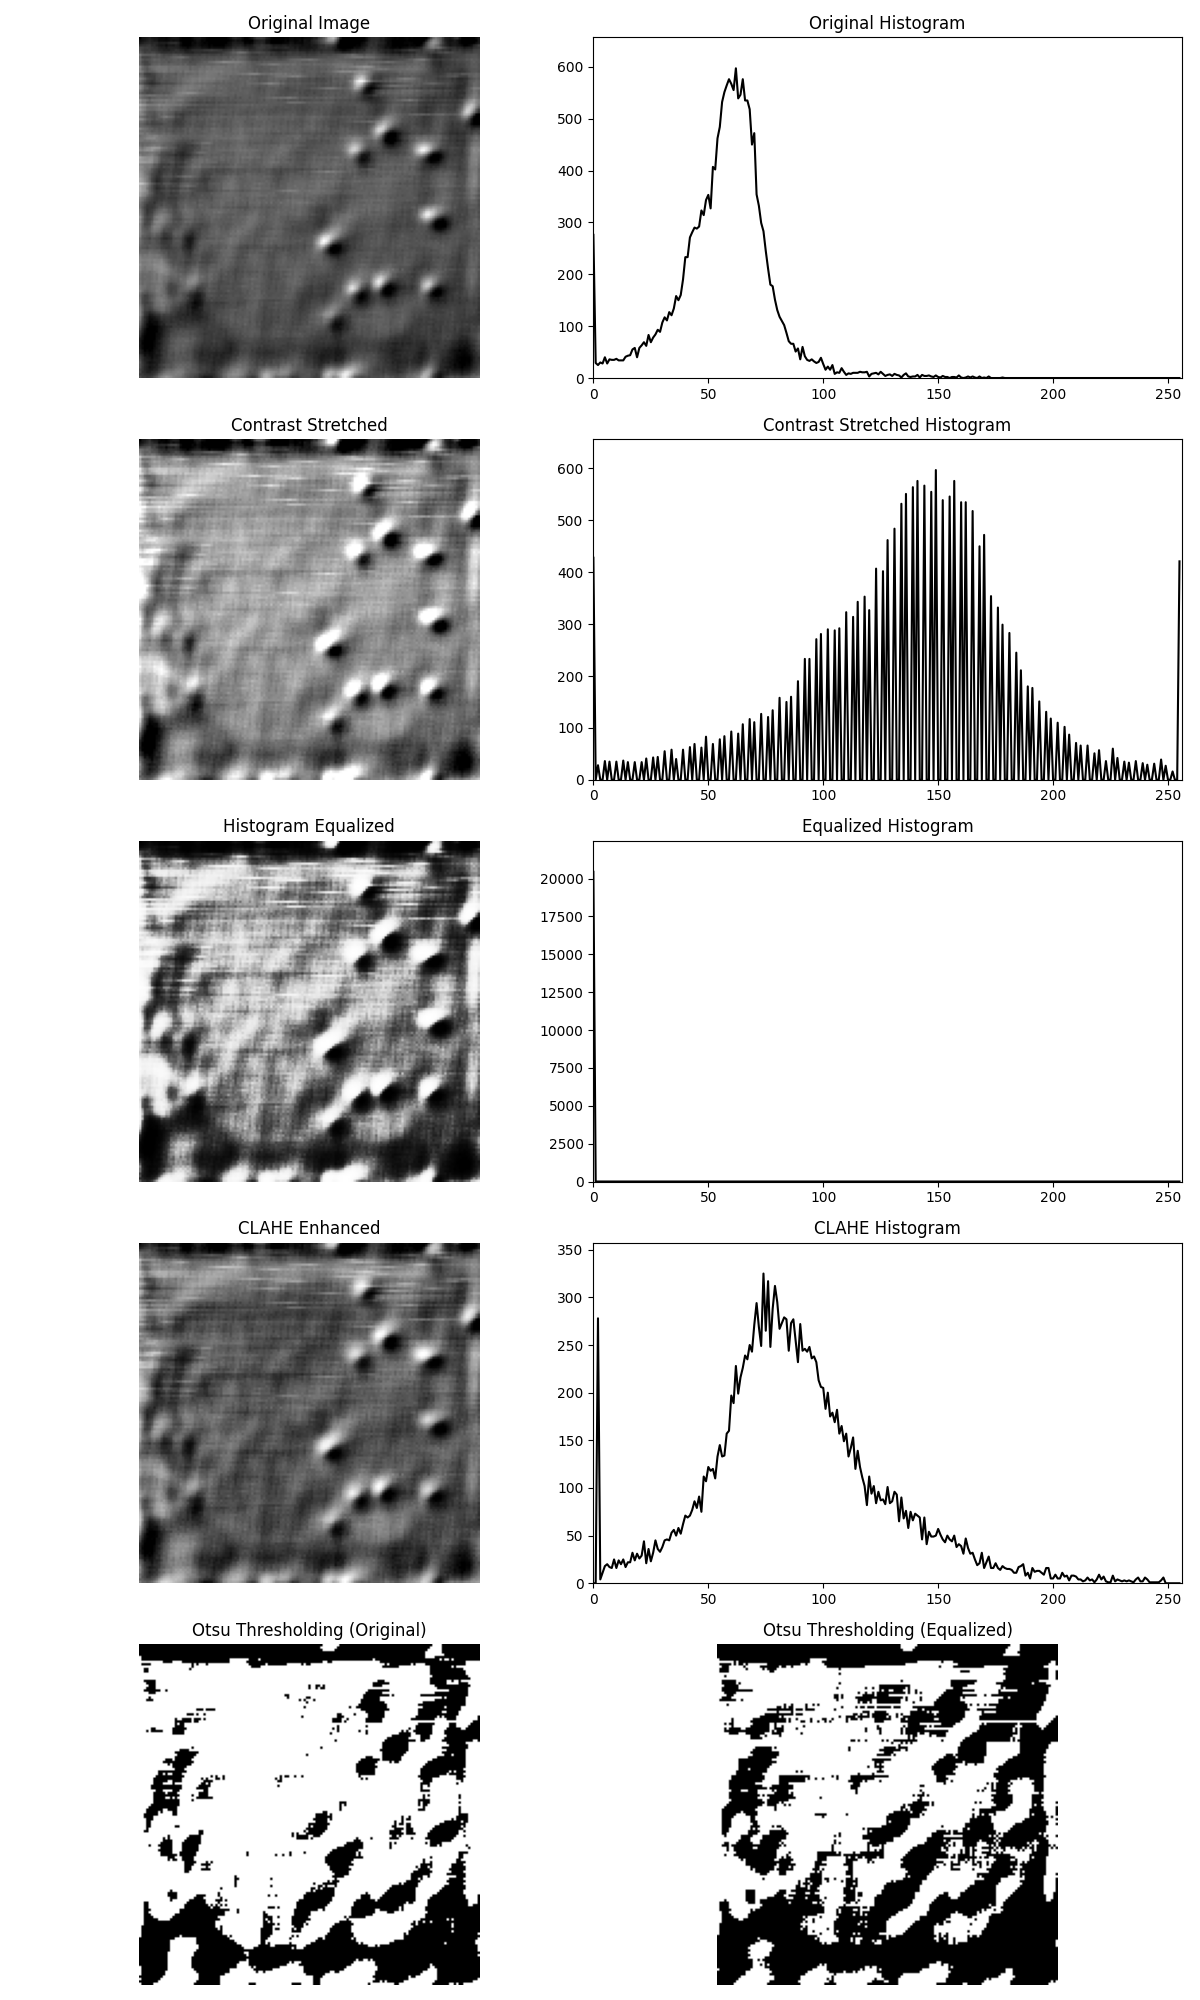 Original Image
Original Histogram
600
500
400
300
200
100
0
0 50 100 150 200 250
Contrast Stretched
Contrast Stretched Histogram
600
500
400
300
200
100
0
0 50 100 150 200 250
Histogram Equalized
Equalized Histogram
20000
17500
15000
12500
10000
7500
5000
2500
0
0 50 100 150 200 250
CLAHE Enhanced
CLAHE Histogram
350
300
250
200
150
100
50
0
0 50 100 150 200 250
Otsu Thresholding (Original)
Otsu Thresholding (Equalized)